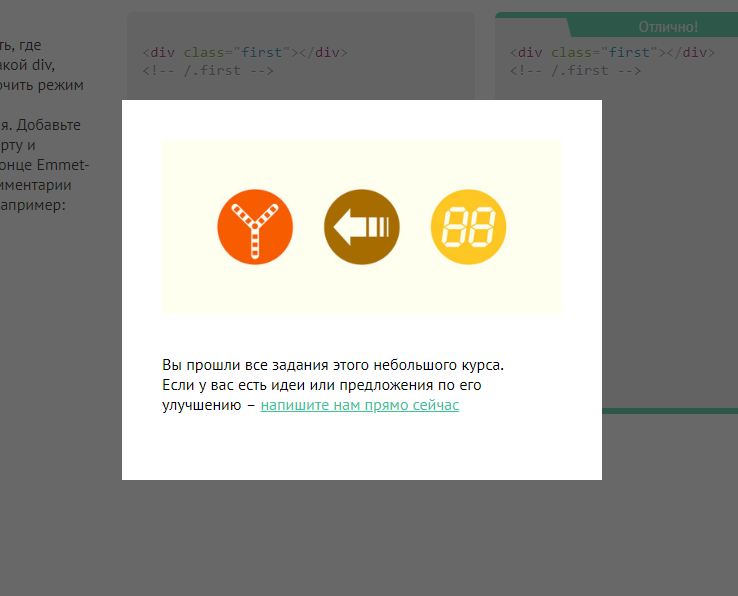 ть, где
акой div,
очить режим
я. Добавьте
рту и
онце Emmet-
мментарии
апример:
<div class="first"></div>
<!-- /.first -->
Отлично!
<div class="first"></div>
<!-- /.first -->
88
Вы прошли все задания этого небольшого курса.
Если у вас есть идеи или предложения по его
улучшению – напишите нам прямо сейчас